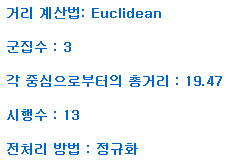 거리 계산법: Euclidean
군집수 : 3
각 중심으로부터의 총거리 : 19.47
시행수 : 13
전처리 방법 : 정규화